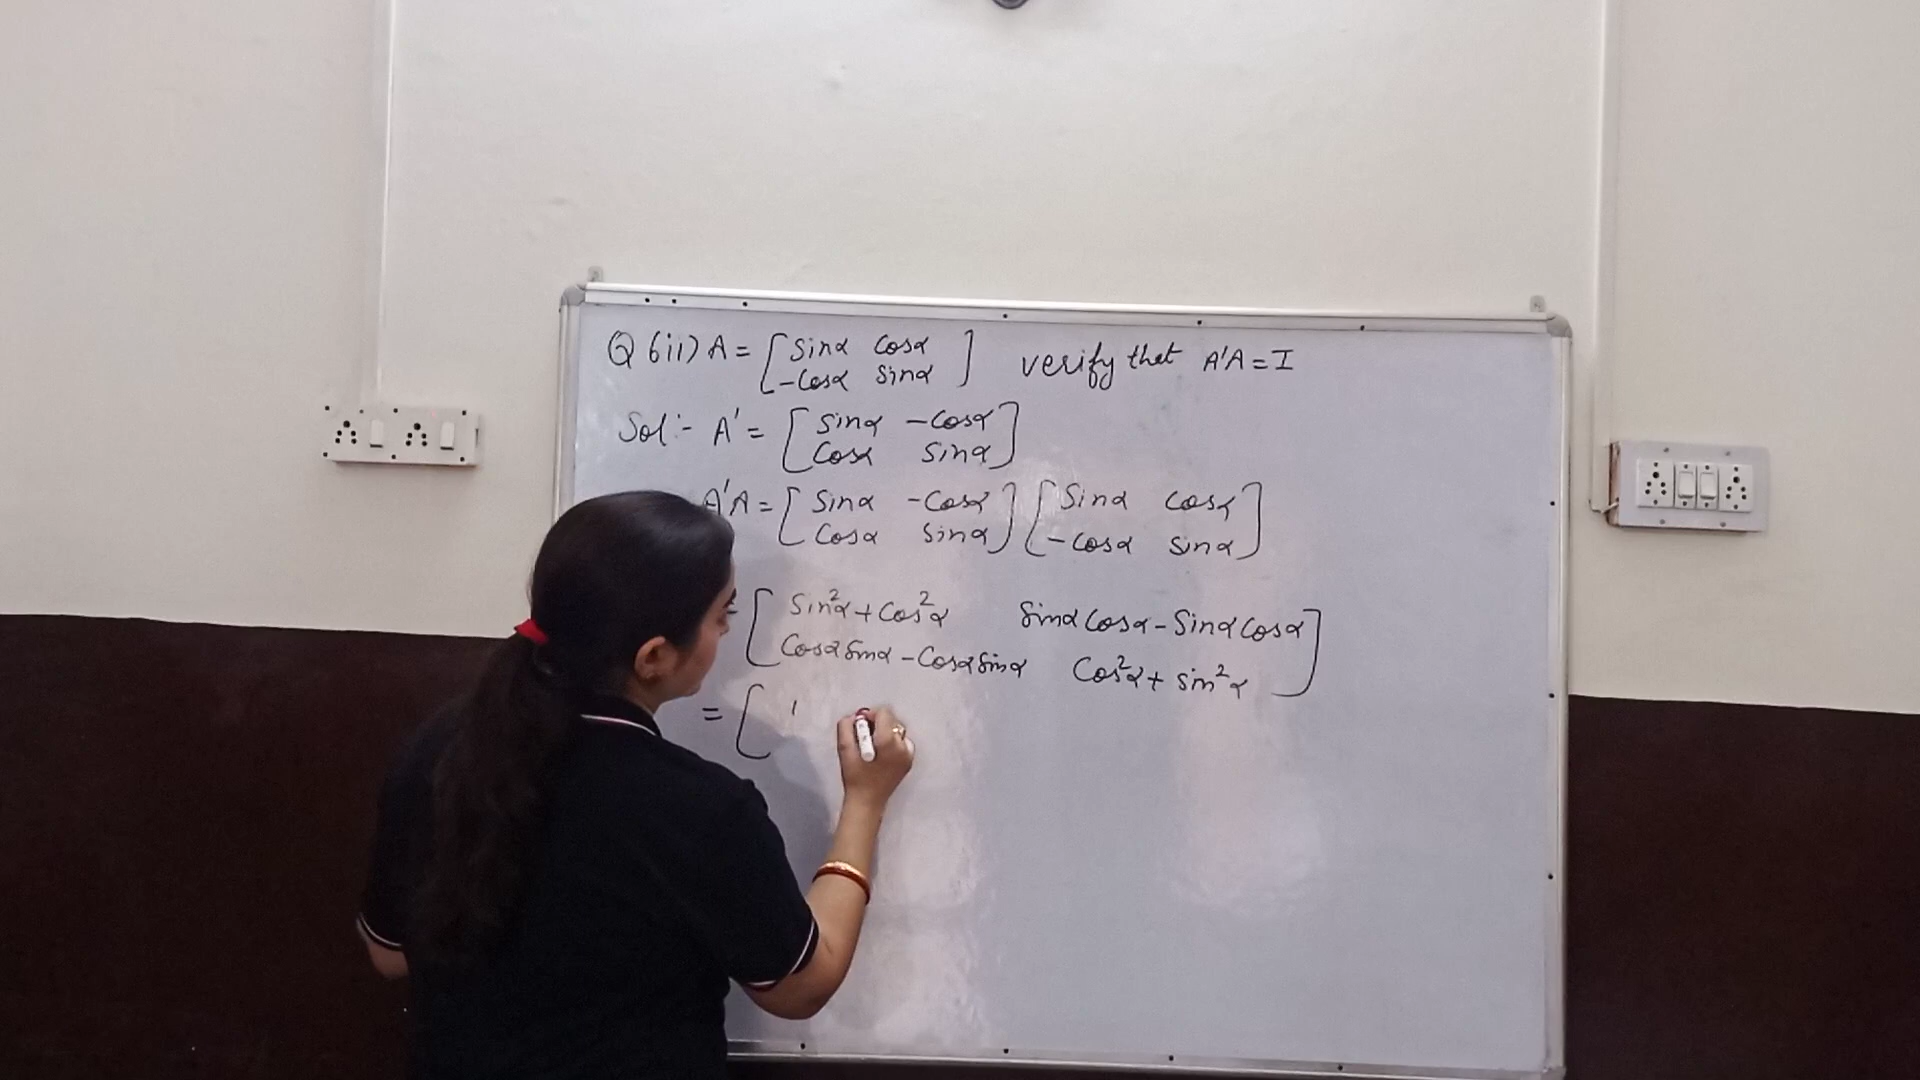 Q 6ii) A = [ sinα cosα ] verify that A'A = I
-cosα sinα
Sol:- A' = [ sinα -cosα ]
cosα sinα
A'A = [ sinα -cosα ] [ sinα cosα ]
cosα sinα -cosα sinα
[ sin²α + cos²α sinα cosα - sinα cosα ]
cosα sinα - cosα sinα cos²α + sin²α
= [ 1